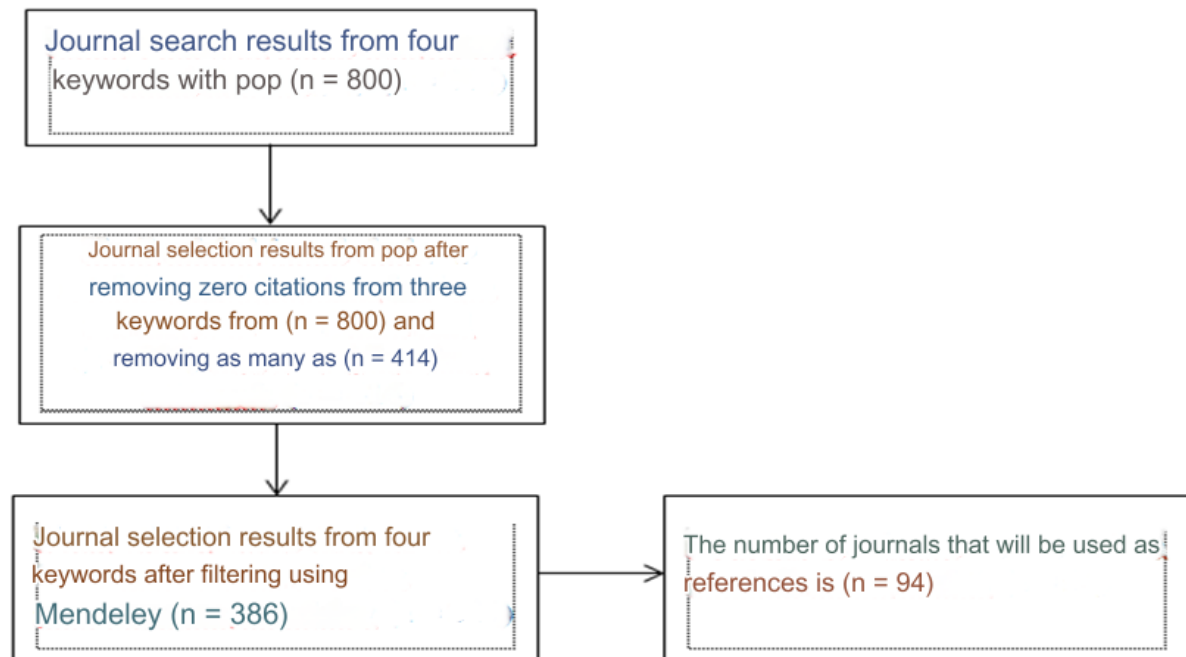 Journal search results from four
keywords with pop (n = 800)
Journal selection results from pop after
removing zero citations from three
keywords from (n = 800) and
removing as many as (n = 414)
Journal selection results from four
keywords after filtering using
Mendeley (n = 386)
The number of journals that will be used as
references is (n = 94)